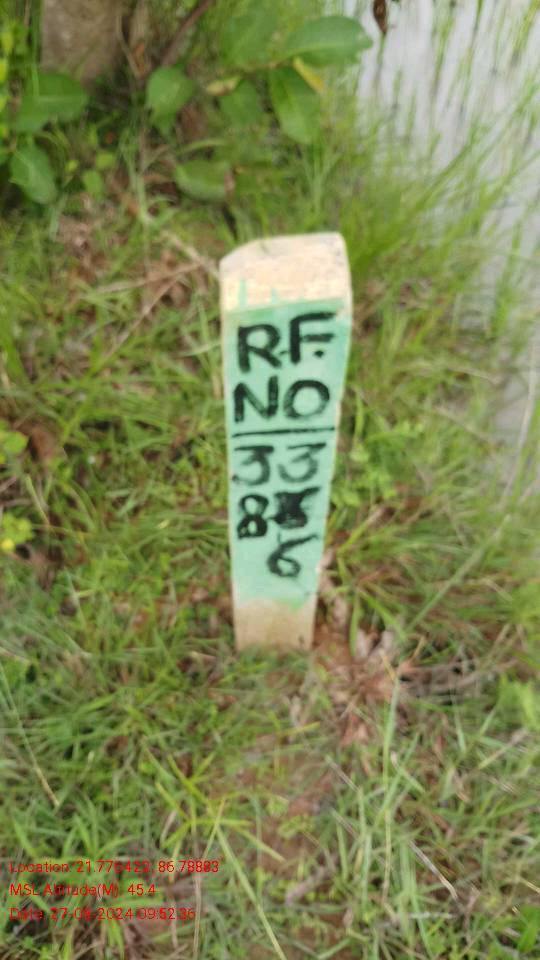 R.F.
NO
33
8
6
Location: 21.776422, 86.78883
MSL Altitude(M): 45.4
Date: 27-08-2024 09:52:36